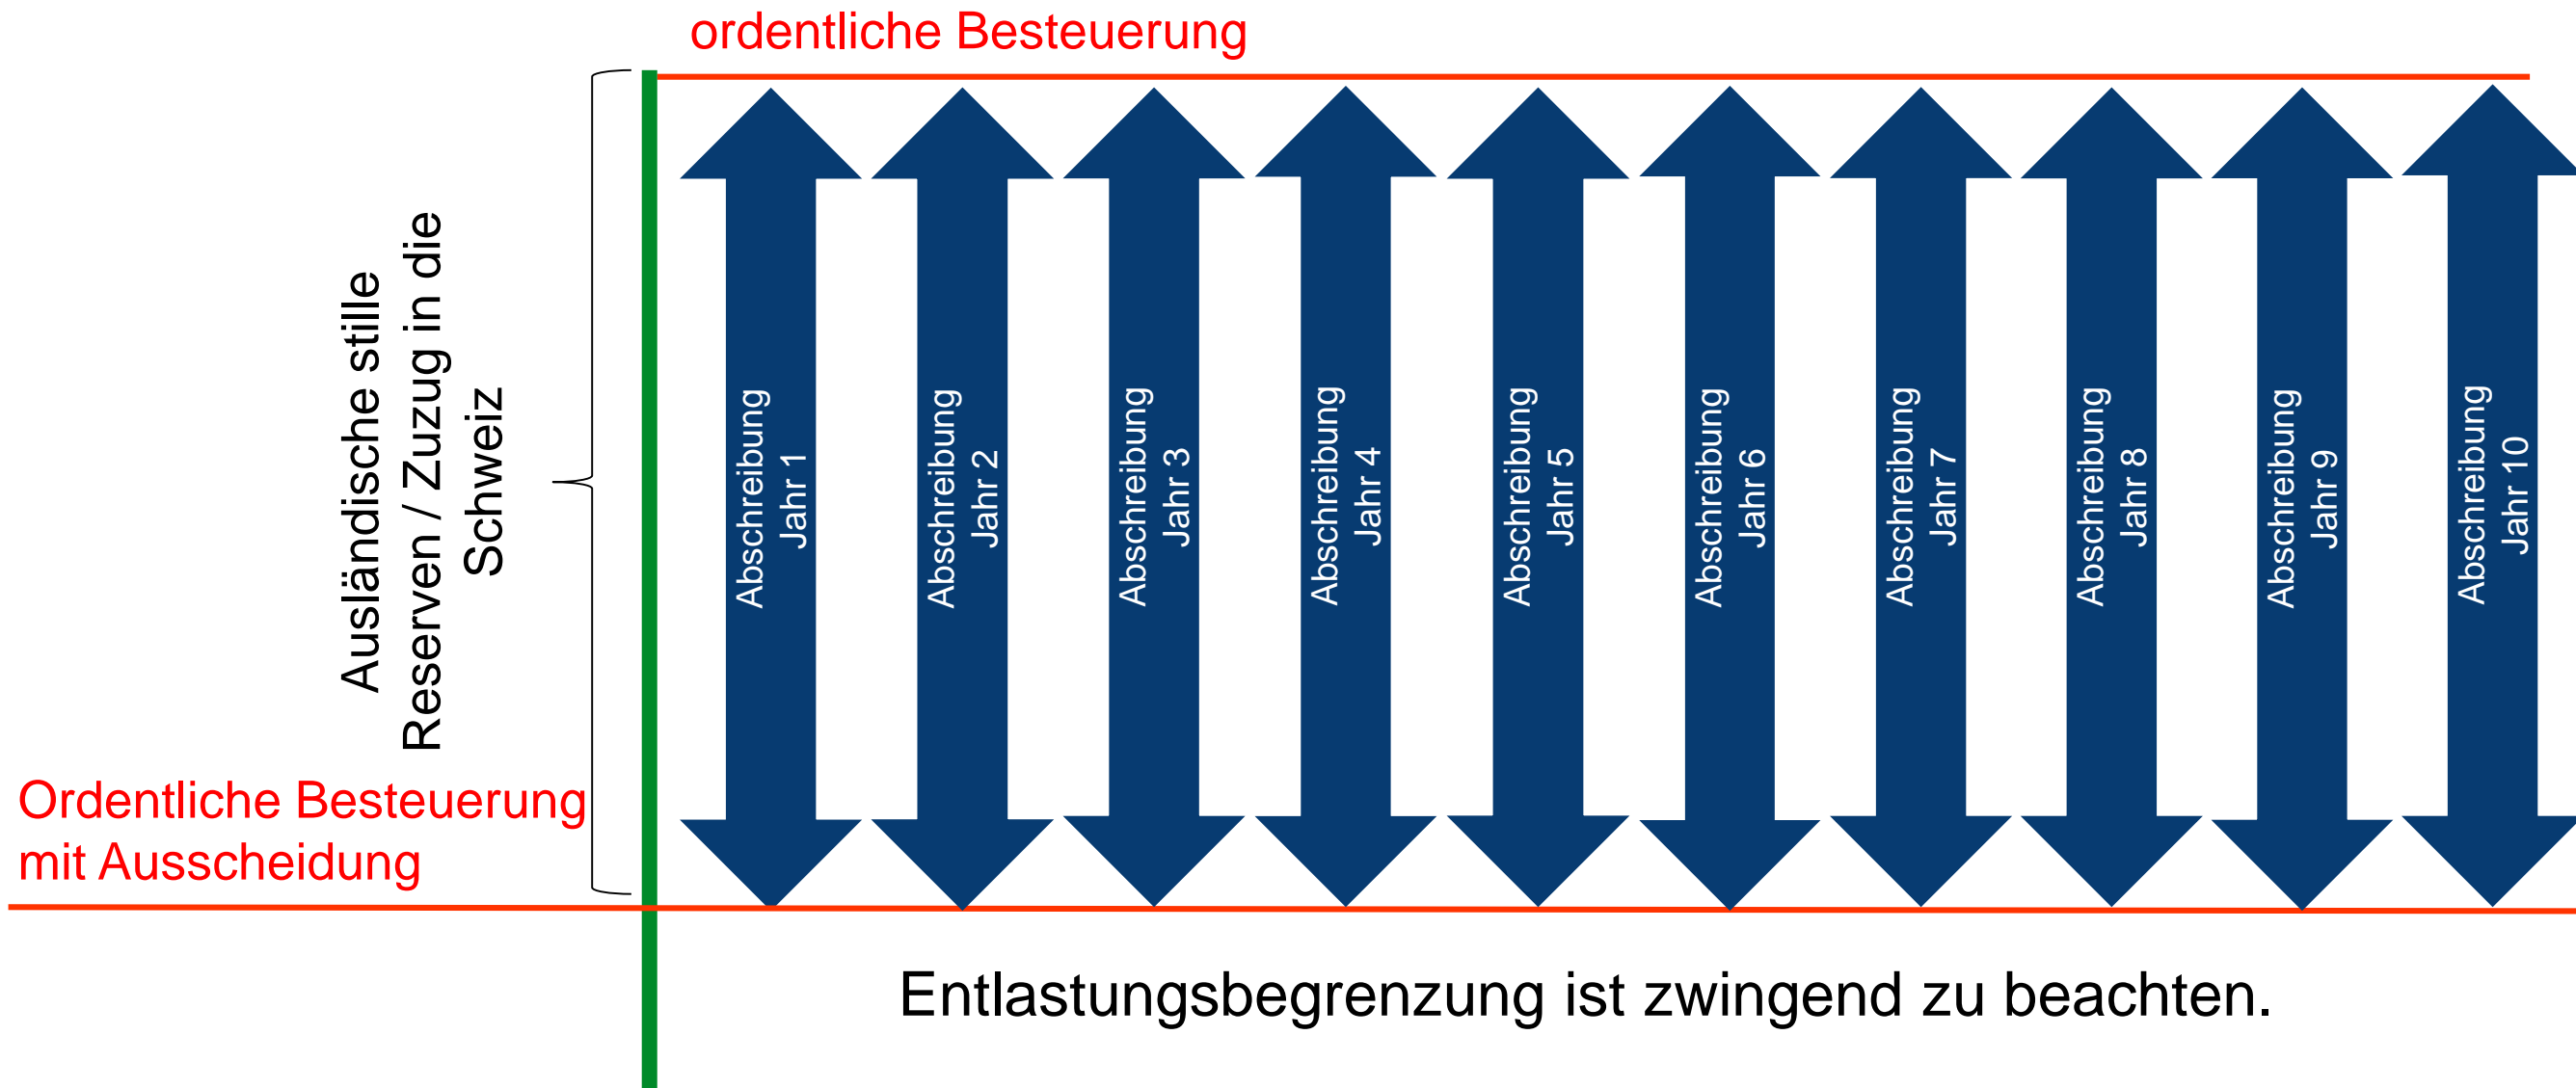 ordentliche Besteuerung
Ausländische stille
Reserven / Zuzug in die
Schweiz
Ordentliche Besteuerung
mit Ausscheidung
Abschreibung
Jahr 1
Abschreibung
Jahr 2
Abschreibung
Jahr 3
Abschreibung
Jahr 4
Abschreibung
Jahr 5
Abschreibung
Jahr 6
Abschreibung
Jahr 7
Abschreibung
Jahr 8
Abschreibung
Jahr 9
Abschreibung
Jahr 10
Entlastungsbegrenzung ist zwingend zu beachten.